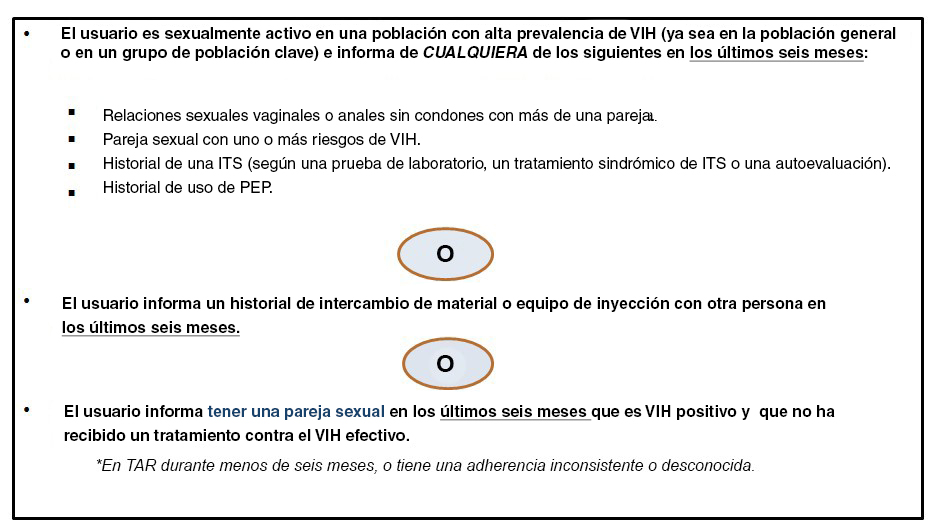 • El usuario es sexualmente activo en una población con alta prevalencia de VIH (ya sea en la población general
o en un grupo de población clave) e informa de CUALQUIERA de los siguientes en los últimos seis meses:
▪ Relaciones sexuales vaginales o anales sin condones con más de una pareja.
▪ Pareja sexual con uno o más riesgos de VIH.
▪ Historial de una ITS (según una prueba de laboratorio, un tratamiento sindrómico de ITS o una autoevaluación).
▪ Historial de uso de PEP.
O
• El usuario informa un historial de intercambio de material o equipo de inyección con otra persona en
los últimos seis meses.
O
• El usuario informa tener una pareja sexual en los últimos seis meses que es VIH positivo y que no ha
recibido un tratamiento contra el VIH efectivo.
*En TAR durante menos de seis meses, o tiene una adherencia inconsistente o desconocida.